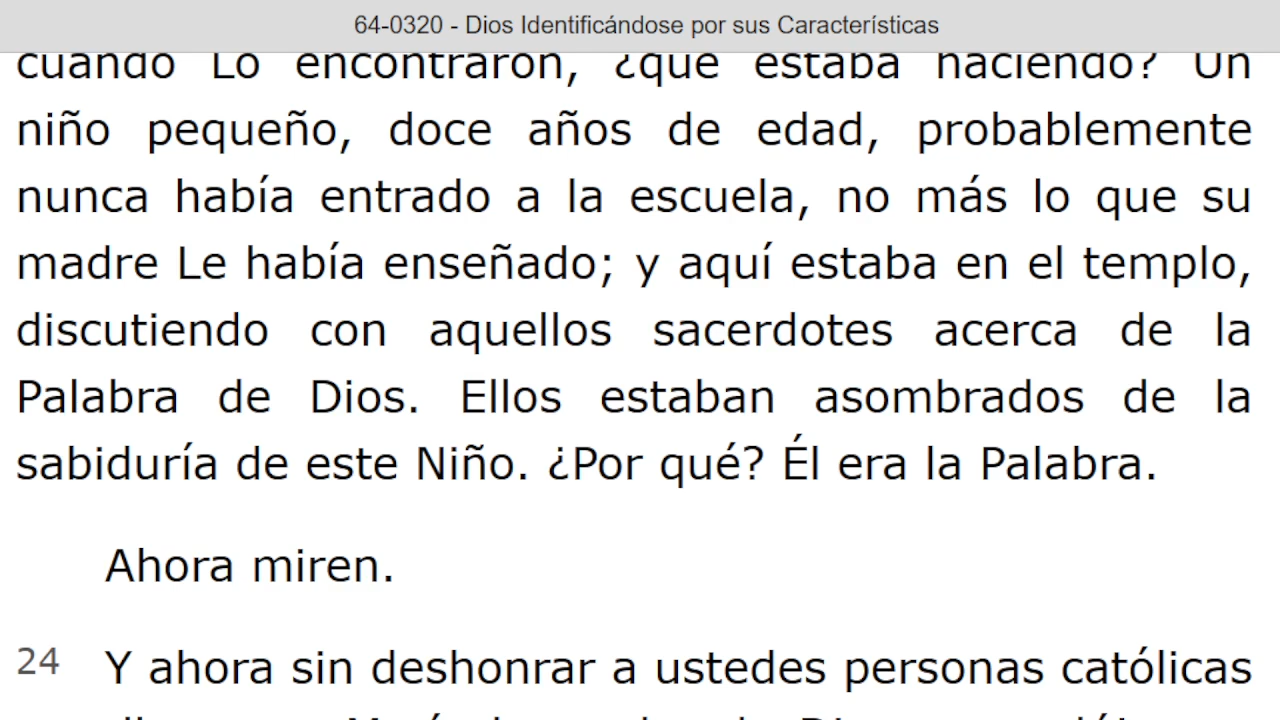 64-0320 - Dios Identificándose por sus Características
cuando Lo encontraron, ¿qué estaba haciendo? Un
niño pequeño, doce años de edad, probablemente
nunca había entrado a la escuela, no más lo que su
madre Le había enseñado; y aquí estaba en el templo,
discutiendo con aquellos sacerdotes acerca de la
Palabra de Dios. Ellos estaban asombrados de la
sabiduría de este Niño. ¿Por qué? Él era la Palabra.
Ahora miren.
24 Y ahora sin deshonrar a ustedes personas católicas